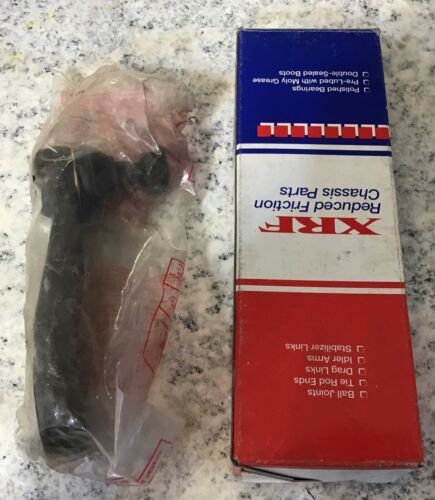 ☐ Ball Joints
☐ Tie Rod Ends
☐ Drag Links
☐ Idler Arms
☐ Stabilizer Links
XRF
Reduced Friction
Chassis Parts
☐ Polished Bearings
☐ Pre-Lubed with Moly Grease
☐ Double-Sealed Boots